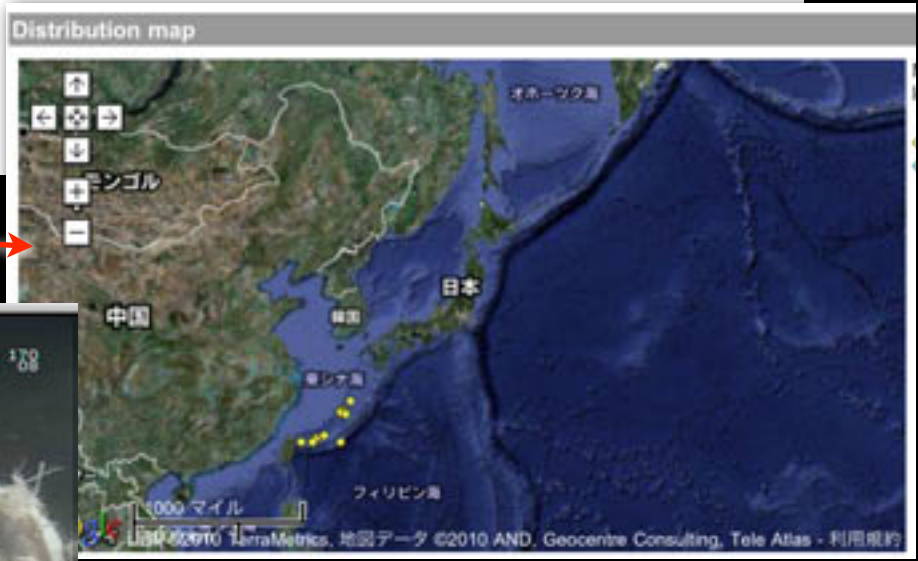 Distribution map
オホーツク海
モンゴル
日本
中国
韓国
東シナ海
170
08
フィリピン海
1000 マイル
©2010 TerraMetrics, 地図データ ©2010 AND, Geocentre Consulting, Tele Atlas - 利用規約